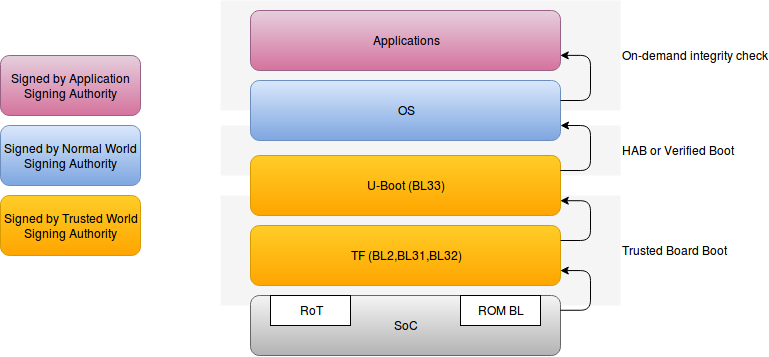 Applications
On-demand integrity check
Signed by Application
Signing Authority
OS
Signed by Normal World
Signing Authority
HAB or Verified Boot
U-Boot (BL33)
Signed by Trusted World
Signing Authority
TF (BL2,BL31,BL32)
Trusted Board Boot
RoT
ROM BL
SoC